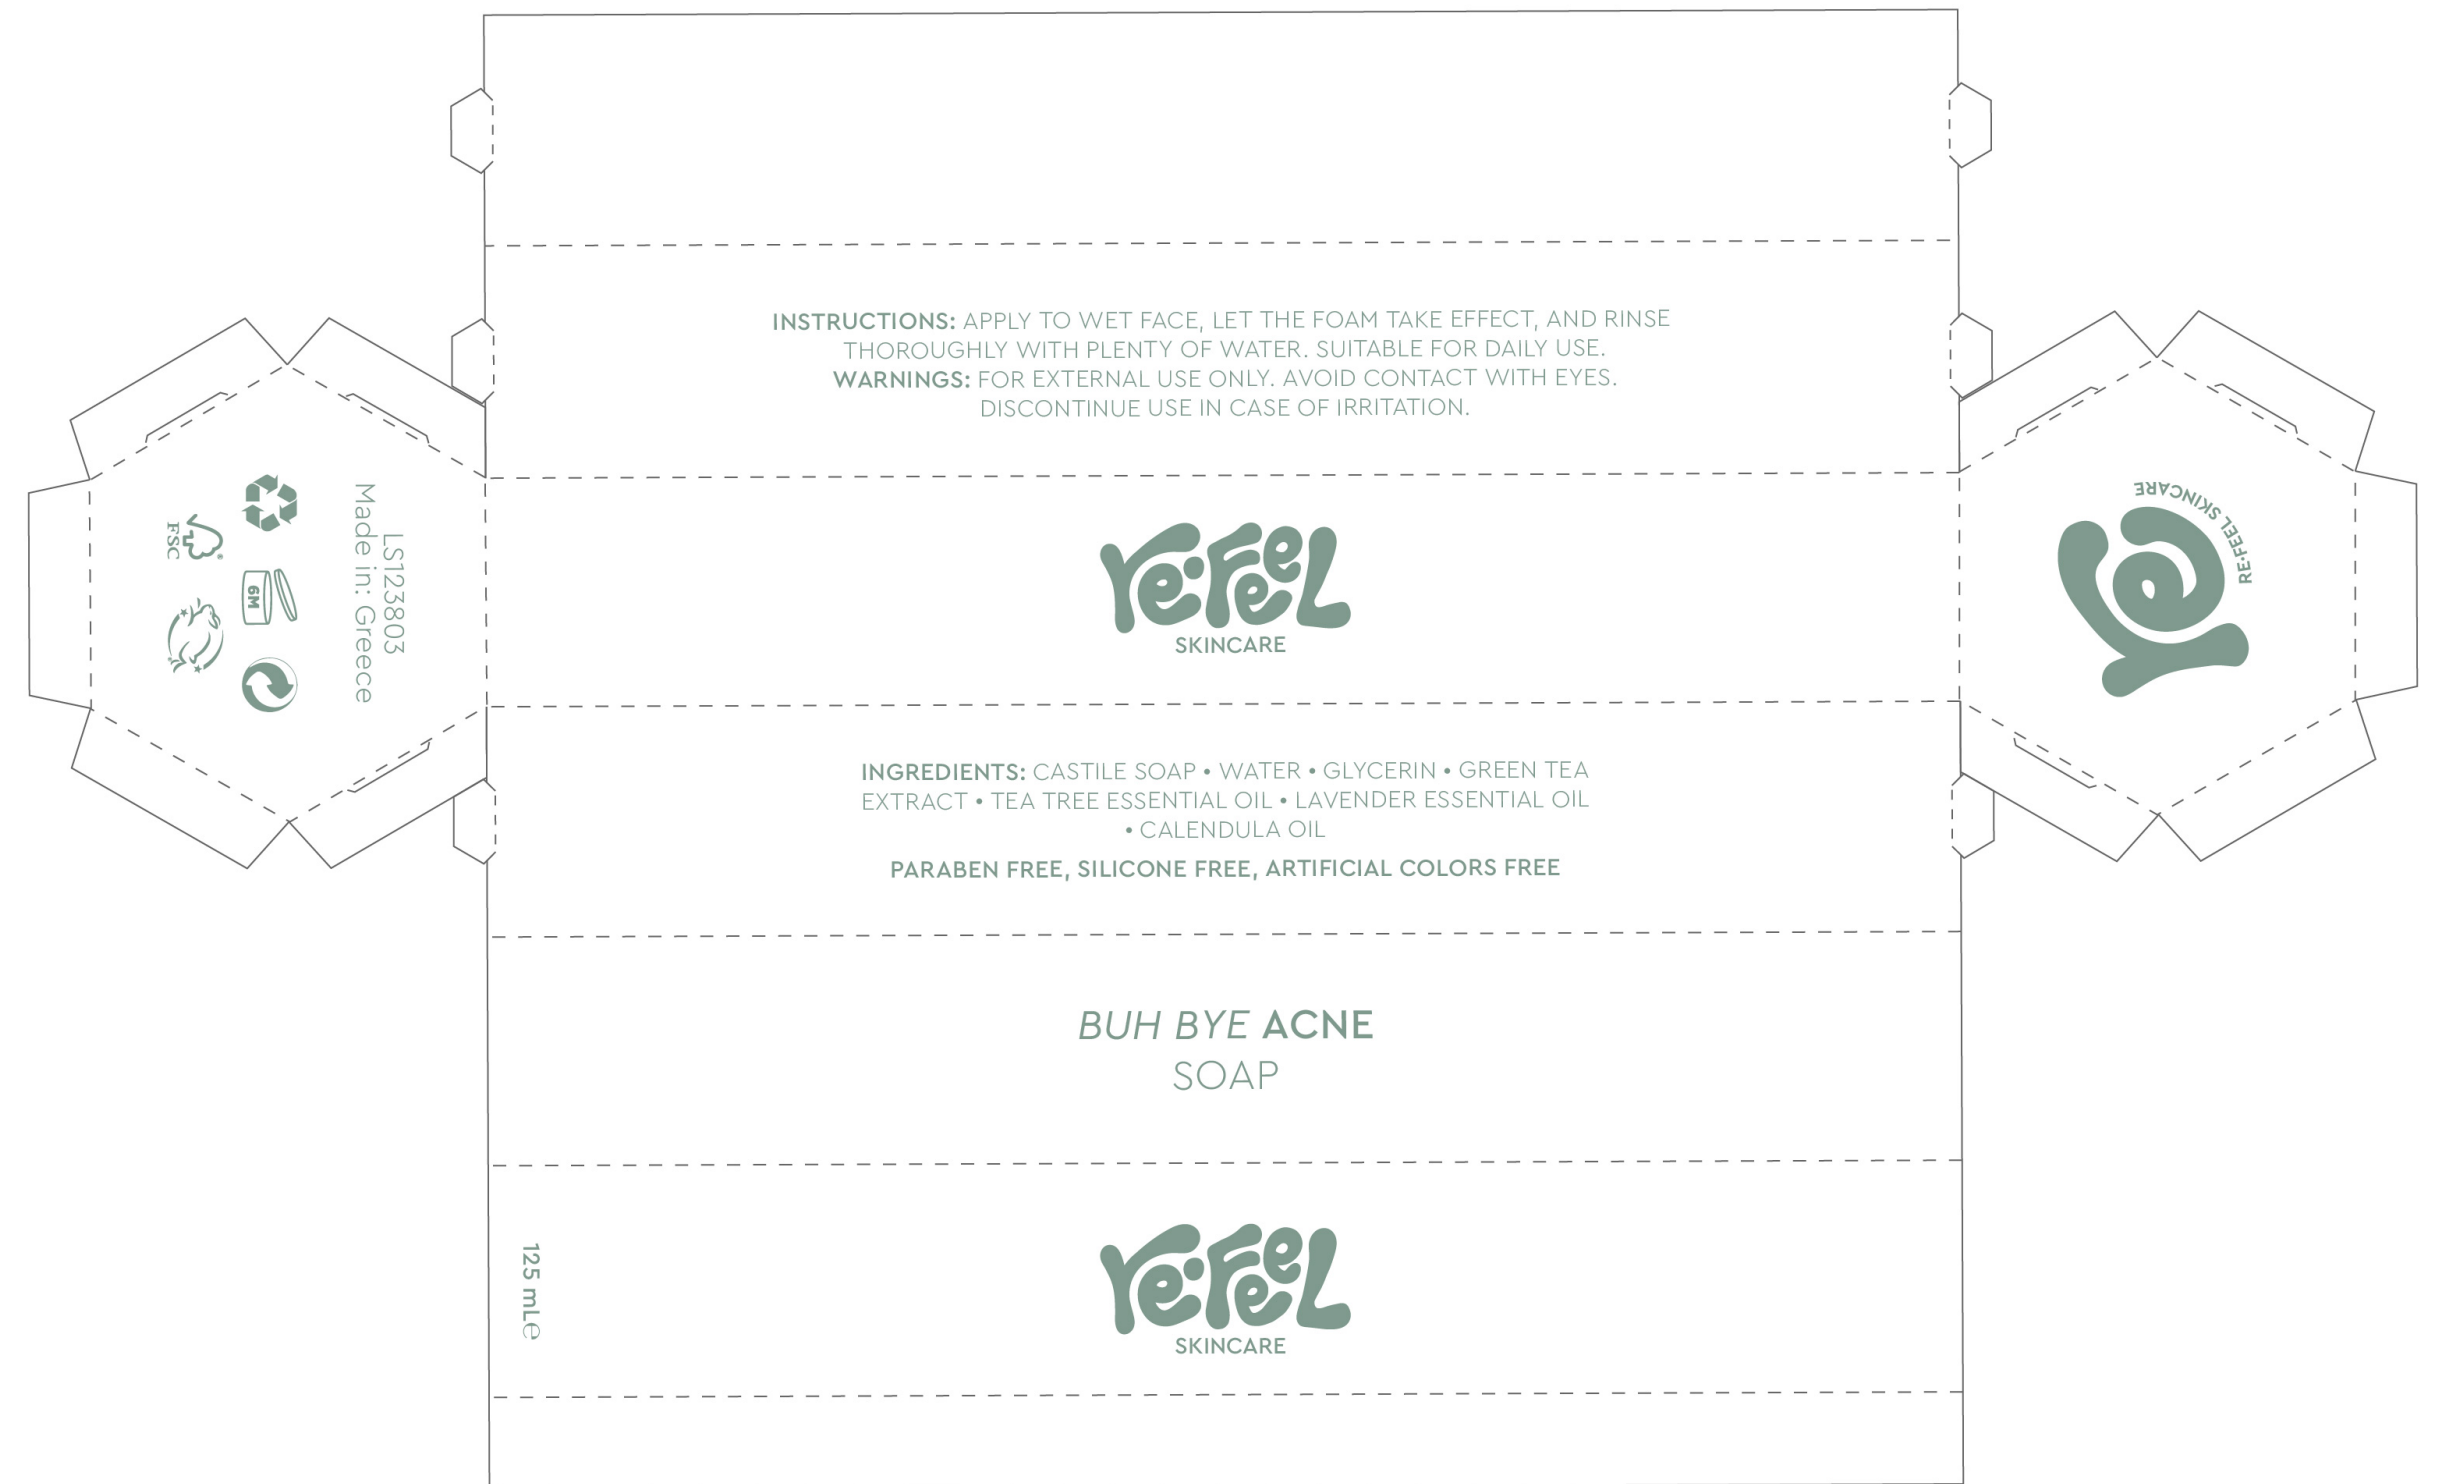 INSTRUCTIONS: APPLY TO WET FACE, LET THE FOAM TAKE EFFECT, AND RINSE
THOROUGHLY WITH PLENTY OF WATER. SUITABLE FOR DAILY USE.
WARNINGS: FOR EXTERNAL USE ONLY. AVOID CONTACT WITH EYES.
DISCONTINUE USE IN CASE OF IRRITATION.
LS123803
Made in: Greece
6M
FSC
®
re:Feel
SKINCARE
RE•FEEL SKINCARE
re
INGREDIENTS: CASTILE SOAP • WATER • GLYCERIN • GREEN TEA
EXTRACT • TEA TREE ESSENTIAL OIL • LAVENDER ESSENTIAL OIL
• CALENDULA OIL
PARABEN FREE, SILICONE FREE, ARTIFICIAL COLORS FREE
BUH BYE ACNE
SOAP
125 mL℮
re:Feel
SKINCARE